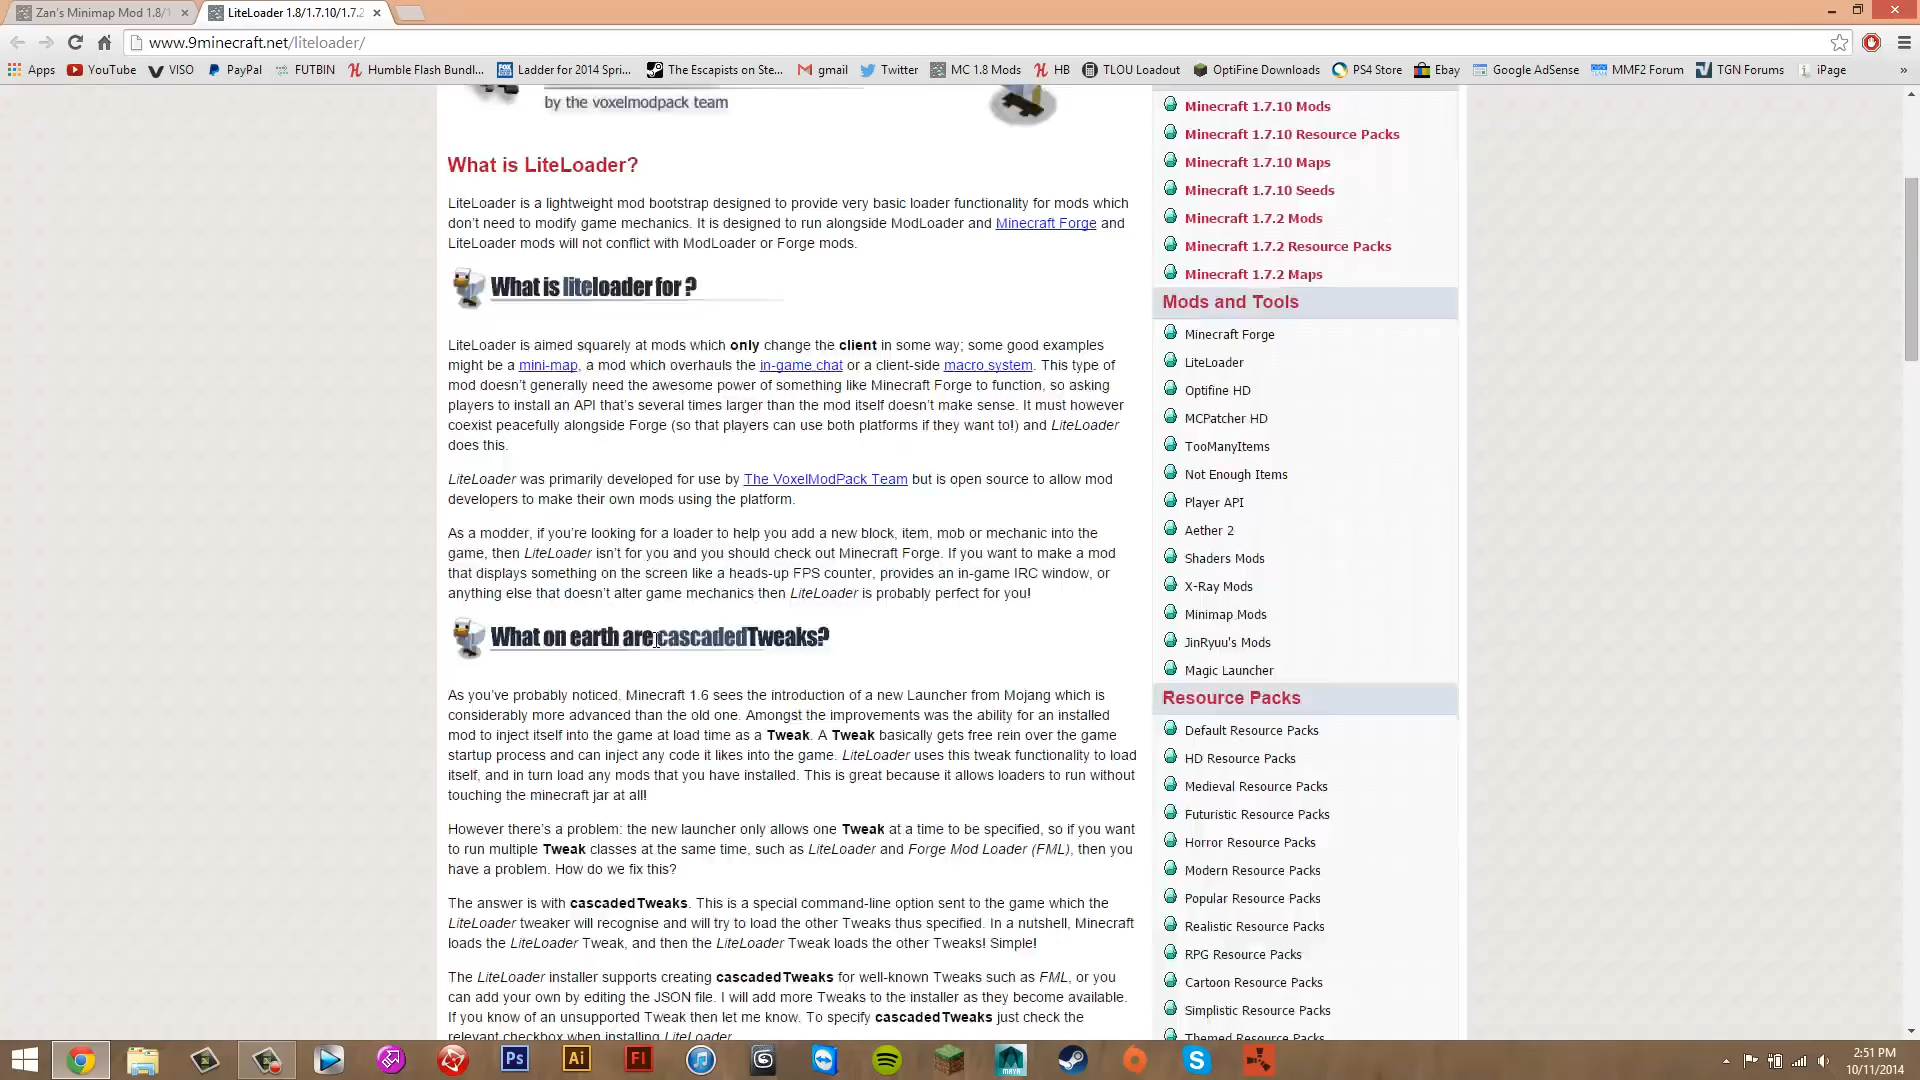 Zan's Minimap Mod 1.8/1
LiteLoader 1.8/1.7.10/1.7.2
www.9minecraft.net/liteloader/
Apps
YouTube
VISO
PayPal
FUTBIN
Humble Flash Bundl...
Ladder for 2014 Spri...
The Escapists on Ste...
gmail
Twitter
MC 1.8 Mods
HB
TLOU Loadout
OptiFine Downloads
PS4 Store
Ebay
Google AdSense
MMF2 Forum
TGN Forums
iPage
»
by the voxelmodpack team
What is LiteLoader?
LiteLoader is a lightweight mod bootstrap designed to provide very basic loader functionality for mods which
don't need to modify game mechanics. It is designed to run alongside ModLoader and Minecraft Forge and
LiteLoader mods will not conflict with ModLoader or Forge mods.
What is liteloader for ?
LiteLoader is aimed squarely at mods which only change the client in some way; some good examples
might be a mini-map, a mod which overhauls the in-game chat or a client-side macro system. This type of
mod doesn't generally need the awesome power of something like Minecraft Forge to function, so asking
players to install an API that's several times larger than the mod itself doesn't make sense. It must however
coexist peacefully alongside Forge (so that players can use both platforms if they want to!) and LiteLoader
does this.
LiteLoader was primarily developed for use by The VoxelModPack Team but is open source to allow mod
developers to make their own mods using the platform.
As a modder, if you're looking for a loader to help you add a new block, item, mob or mechanic into the
game, then LiteLoader isn't for you and you should check out Minecraft Forge. If you want to make a mod
that displays something on the screen like a heads-up FPS counter, provides an in-game IRC window, or
anything else that doesn't alter game mechanics then LiteLoader is probably perfect for you!
What on earth are cascadedTweaks?
As you've probably noticed, Minecraft 1.6 sees the introduction of a new Launcher from Mojang which is
considerably more advanced than the old one. Amongst the improvements was the ability for an installed
mod to inject itself into the game at load time as a Tweak. A Tweak basically gets free rein over the game
startup process and can inject any code it likes into the game. LiteLoader uses this tweak functionality to load
itself, and in turn load any mods that you have installed. This is great because it allows loaders to run without
touching the minecraft jar at all!
However there's a problem: the new launcher only allows one Tweak at a time to be specified, so if you want
to run multiple Tweak classes at the same time, such as LiteLoader and Forge Mod Loader (FML), then you
have a problem. How do we fix this?
The answer is with cascadedTweaks. This is a special command-line option sent to the game which the
LiteLoader tweaker will recognise and will try to load the other Tweaks thus specified. In a nutshell, Minecraft
loads the LiteLoader Tweak, and then the LiteLoader Tweak loads the other Tweaks! Simple!
The LiteLoader installer supports creating cascadedTweaks for well-known Tweaks such as FML, or you
can add your own by editing the JSON file. I will add more Tweaks to the installer as they become available.
If you know of an unsupported Tweak then let me know. To specify cascadedTweaks just check the
relevant checkbox when installing LiteLoader
Minecraft 1.7.10 Mods
Minecraft 1.7.10 Resource Packs
Minecraft 1.7.10 Maps
Minecraft 1.7.10 Seeds
Minecraft 1.7.2 Mods
Minecraft 1.7.2 Resource Packs
Minecraft 1.7.2 Maps
Mods and Tools
Minecraft Forge
LiteLoader
Optifine HD
MCPatcher HD
TooManyItems
Not Enough Items
Player API
Aether 2
Shaders Mods
X-Ray Mods
Minimap Mods
JinRyuu's Mods
Magic Launcher
Resource Packs
Default Resource Packs
HD Resource Packs
Medieval Resource Packs
Futuristic Resource Packs
Horror Resource Packs
Modern Resource Packs
Popular Resource Packs
Realistic Resource Packs
RPG Resource Packs
Cartoon Resource Packs
Simplistic Resource Packs
Themed Resource Packs
Ps
Ai
Fl
MAYA
2:51 PM
10/11/2014